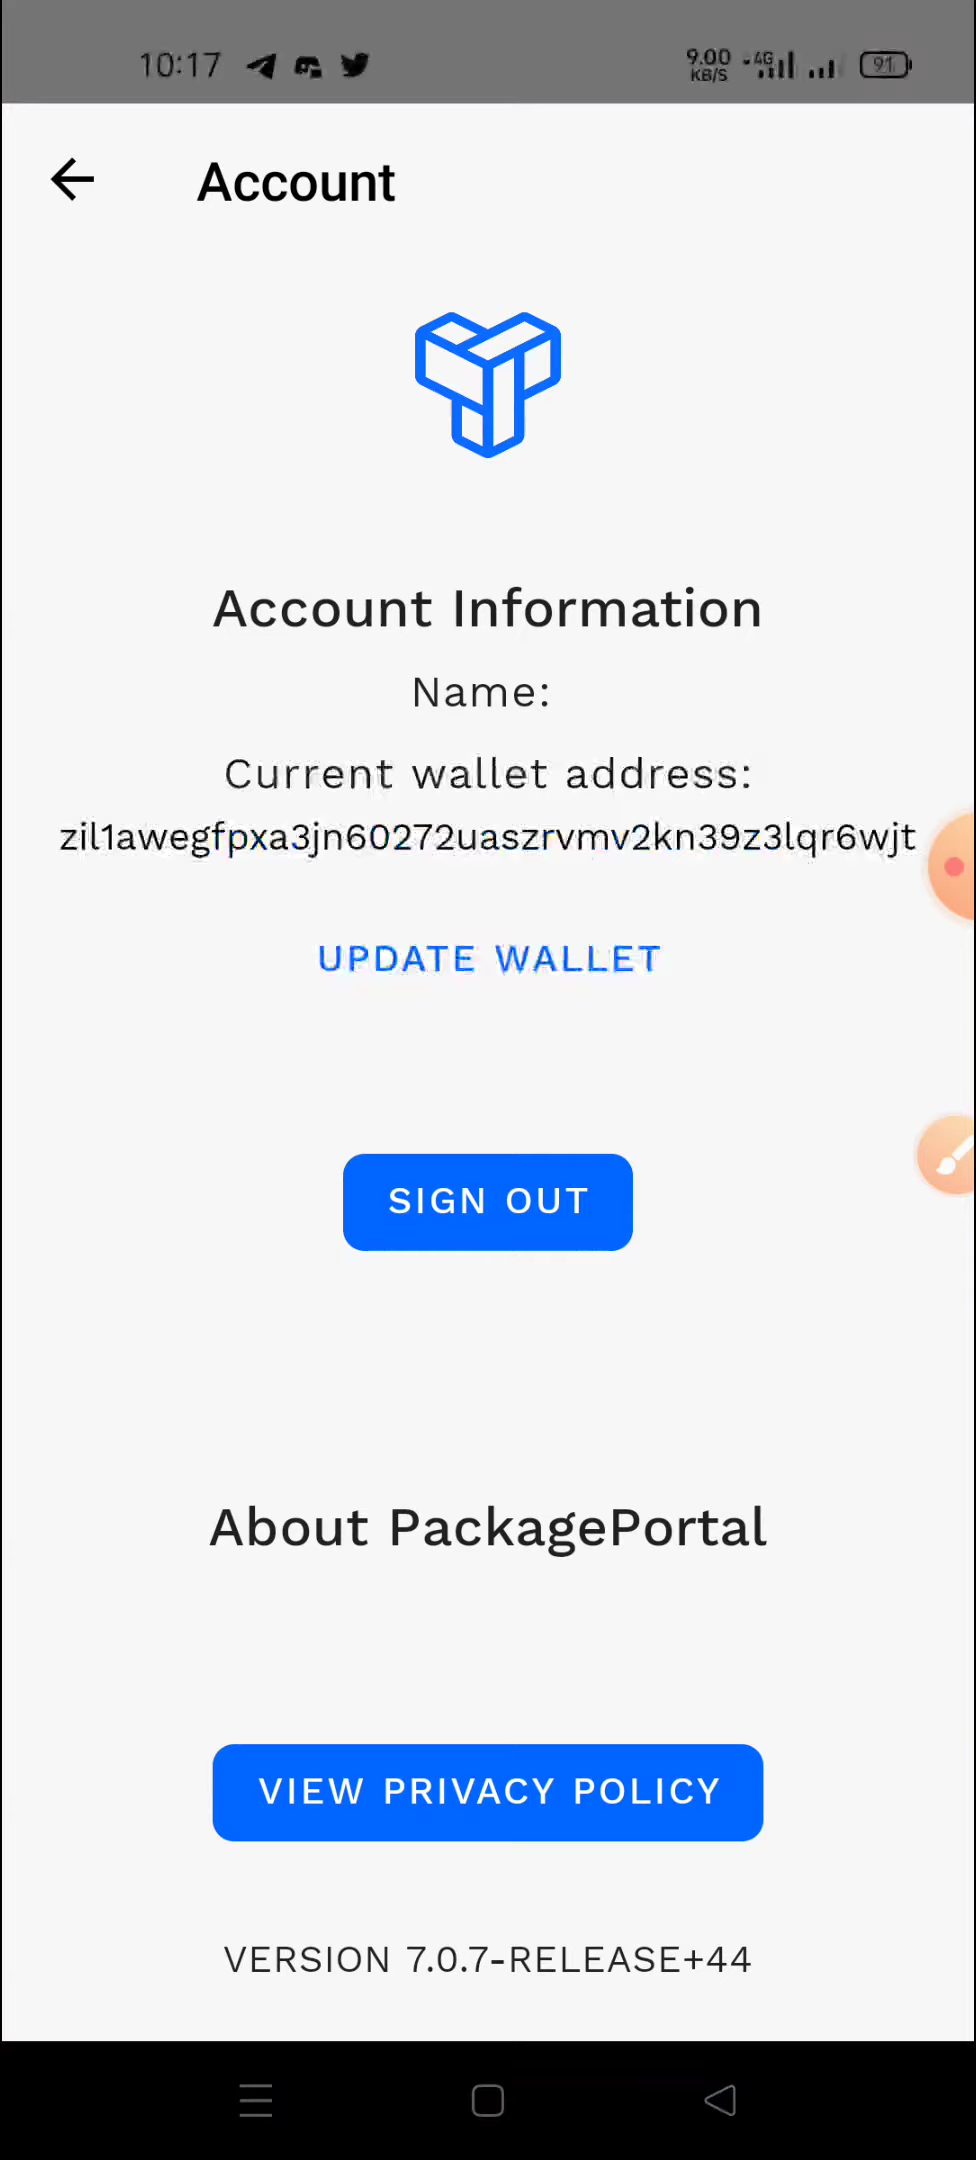 10:17 9.00 KB/S 4G 91
Account
Account Information
Name:
Current wallet address:
zil1awegfpxa3jn60272uaszrvmv2kn39z3lqr6wjt
UPDATE WALLET
SIGN OUT
About PackagePortal
VIEW PRIVACY POLICY
VERSION 7.0.7-RELEASE+44